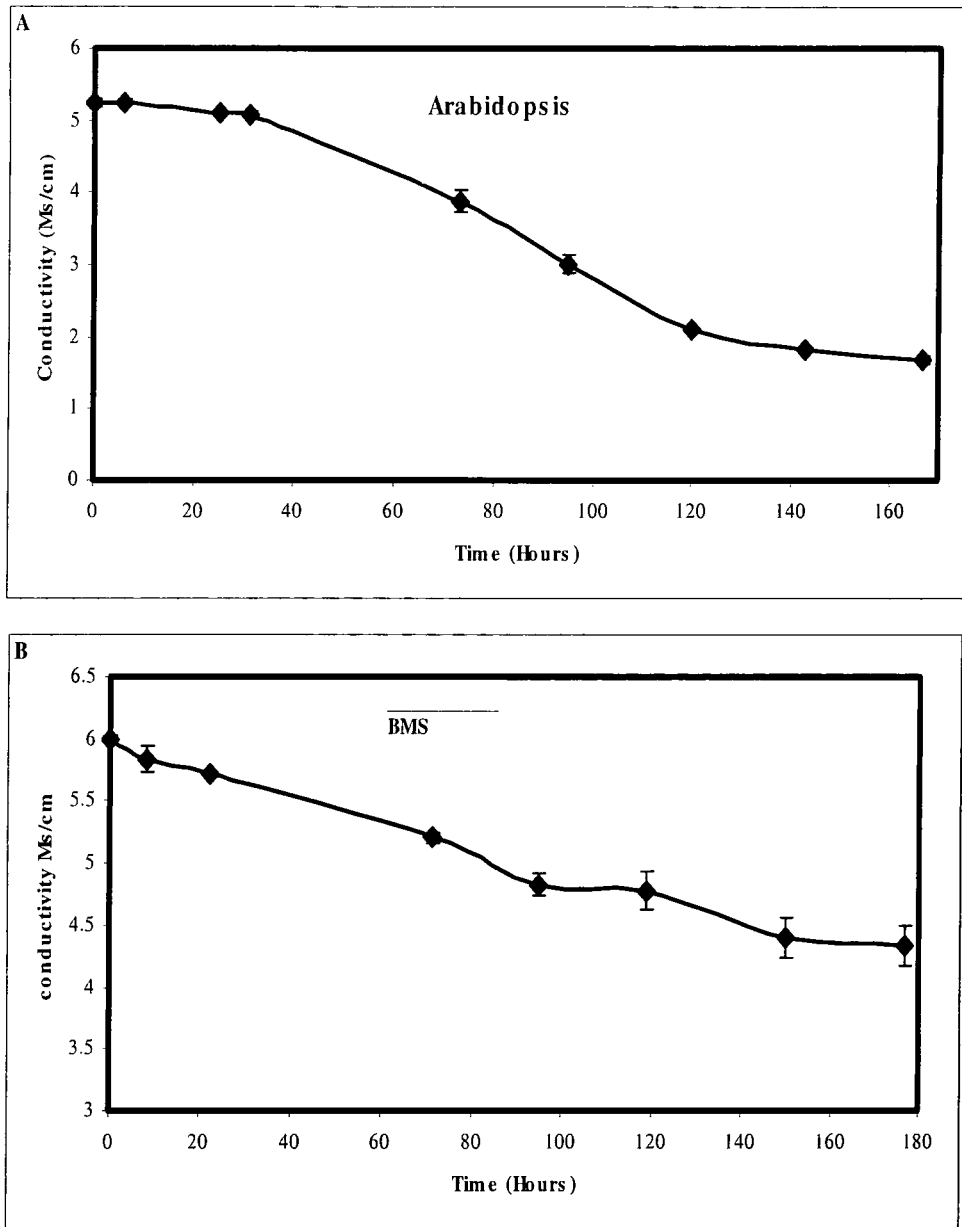 A
6
Arabidopsis
5
4
3
2
1
0
Conductivity (Ms/cm)
0 20 40 60 80 100 120 140 160
Time (Hours)
B
6.5
BMS
6
5.5
5
4.5
4
3.5
3
conductivity Ms/cm
0 20 40 60 80 100 120 140 160 180
Time (Hours)